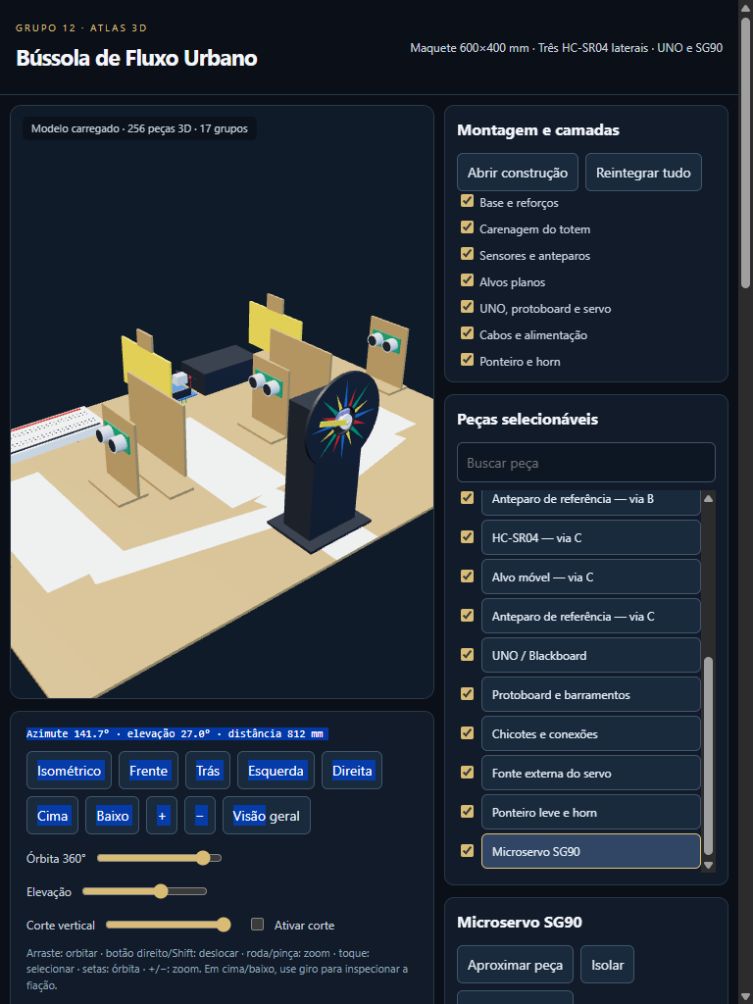 GRUPO 12 · ATLAS 3D
Bússola de Fluxo Urbano
Maquete 600×400 mm · Três HC-SR04 laterais · UNO e SG90
Modelo carregado · 256 peças 3D · 17 grupos
Azimute 141.7° · elevação 27.0° · distância 812 mm
Isométrico
Frente
Trás
Esquerda
Direita
Cima
Baixo
+
−
Visão geral
Órbita 360°
Elevação
Corte vertical
Ativar corte
Arraste: orbitar · botão direito/Shift: deslocar · roda/pinça: zoom · toque:
selecionar · setas: órbita · +/−: zoom. Em cima/baixo, use giro para inspecionar a
fiação.
Montagem e camadas
Abrir construção
Reintegrar tudo
Base e reforços
Carenagem do totem
Sensores e anteparos
Alvos planos
UNO, protoboard e servo
Cabos e alimentação
Ponteiro e horn
Peças selecionáveis
Buscar peça
Anteparo de referência — via B
HC-SR04 — via C
Alvo móvel — via C
Anteparo de referência — via C
UNO / Blackboard
Protoboard e barramentos
Chicotes e conexões
Fonte externa do servo
Ponteiro leve e horn
Microservo SG90
Microservo SG90
Aproximar peça
Isolar